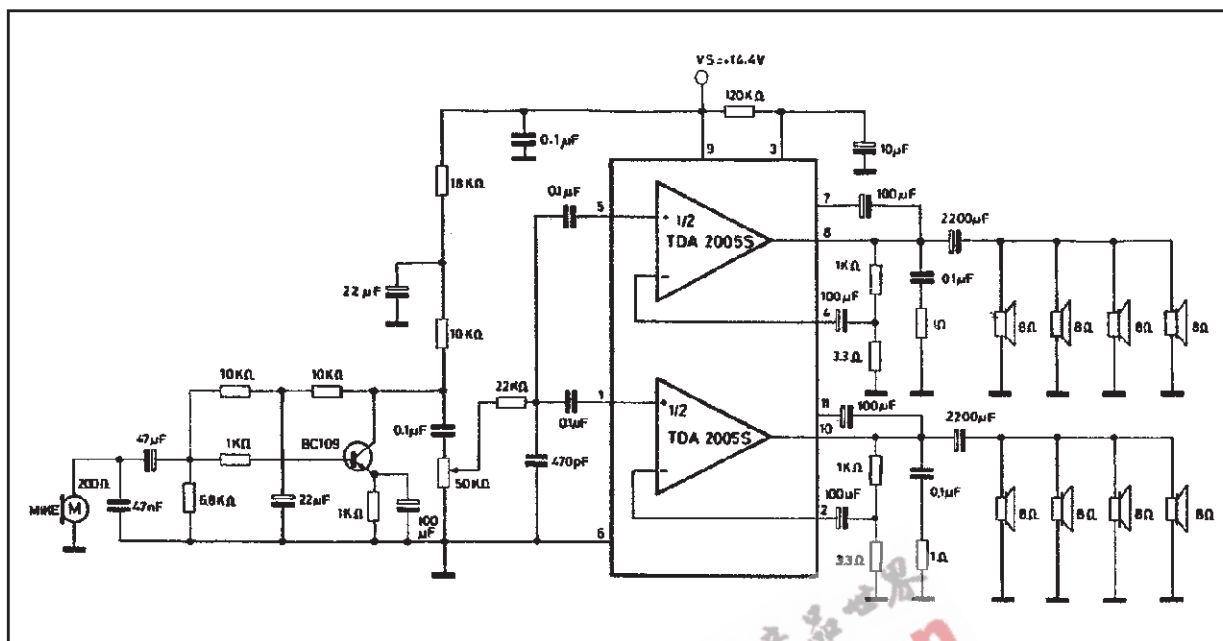 VS=+14.4V
120KΩ
0.1µF
9
3
10µF
18KΩ
0.1µF
5
7
100µF
1/2
TDA 2005S
8
2200µF
22µF
1KΩ
0.1µF
100µF
4
1Ω
8Ω
8Ω
8Ω
8Ω
10KΩ
3.3Ω
10KΩ
10KΩ
22KΩ
11
100µF
0.1µF
1
1/2
TDA 2005S
10
2200µF
47µF
1KΩ
BC109
0.1µF
470pF
1KΩ
200Ω
50KΩ
100µF
0.1µF
MIKE
M
47nF
6.8KΩ
22µF
1KΩ
100
µF
2
8Ω
8Ω
8Ω
8Ω
6
3.3Ω
1Ω